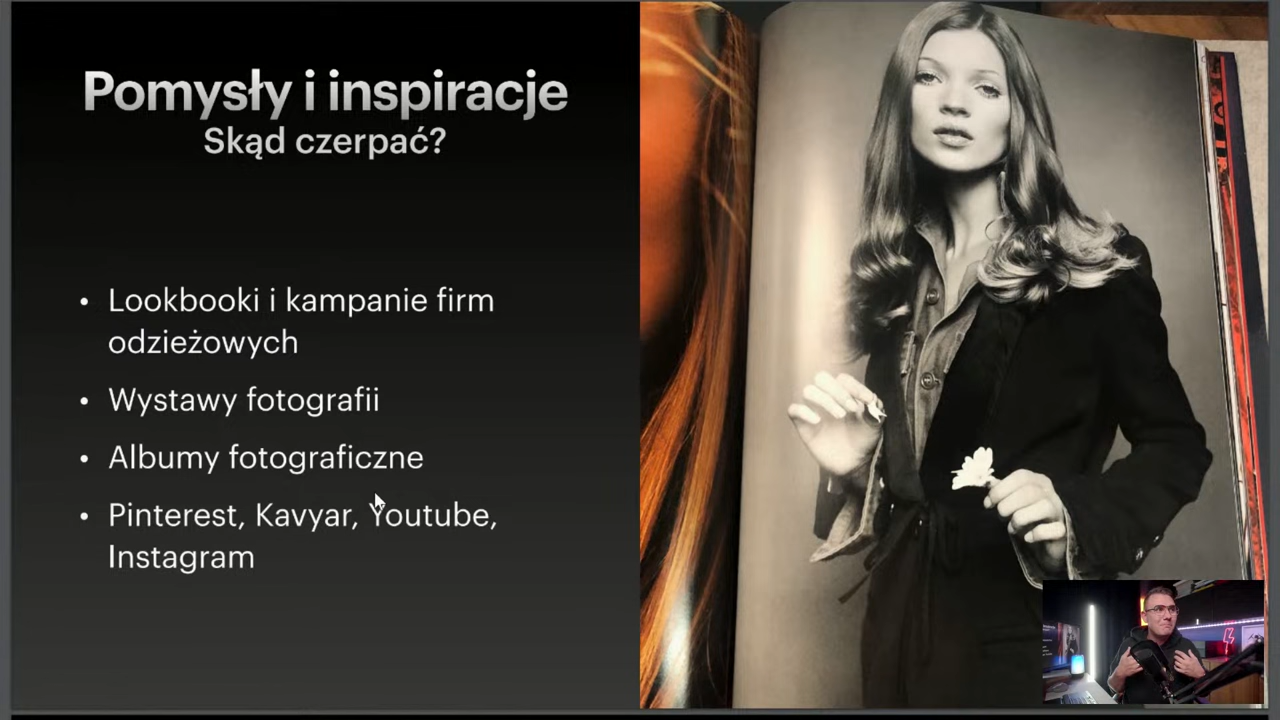 Pomysły i inspiracje
Skąd czerpać?
• Lookbooki i kampanie firm
odzieżowych
• Wystawy fotografii
• Albumy fotograficzne
• Pinterest, Kavyar, Youtube,
Instagram